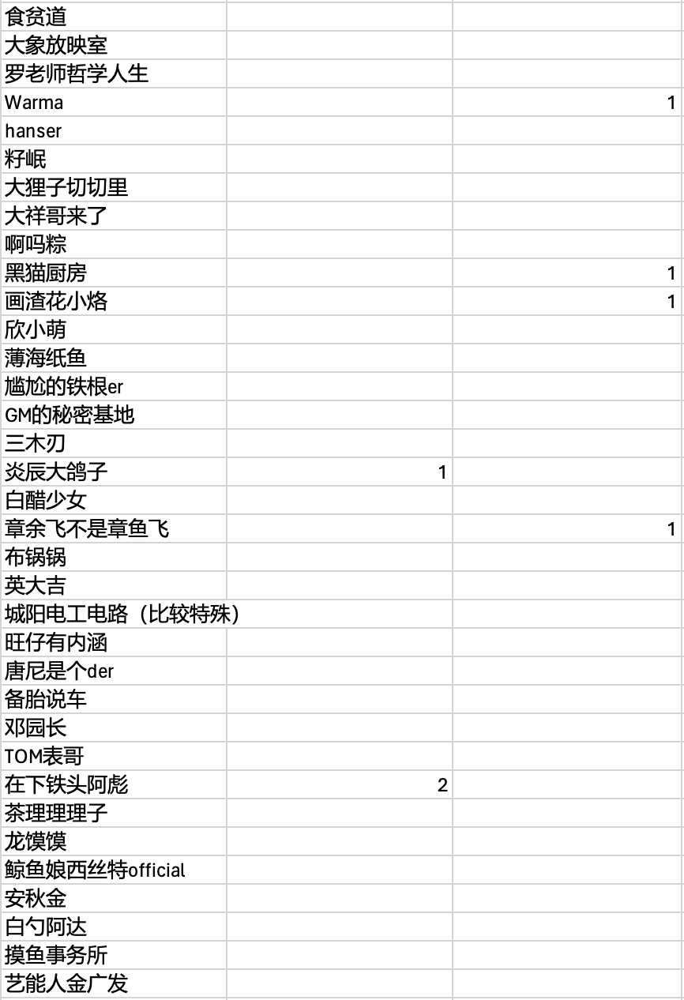 食贫道
大象放映室
罗老师哲学人生
Warma 1
hanser
籽岷
大狸子切切里
大祥哥来了
啊吗粽
黑猫厨房 1
画渣花小烙 1
欣小萌
薄海纸鱼
尴尬的铁根er
GM的秘密基地
三木刃
炎辰大鸽子 1
白醋少女
章余飞不是章鱼飞 1
布锅锅
英大吉
城阳电工电路（比较特殊）
旺仔有内涵
唐尼是个der
备胎说车
邓园长
TOM表哥
在下铁头阿彪 2
茶理理理子
龙馍馍
鲸鱼娘西丝特official
安秋金
白勺阿达
摸鱼事务所
艺能人金广发